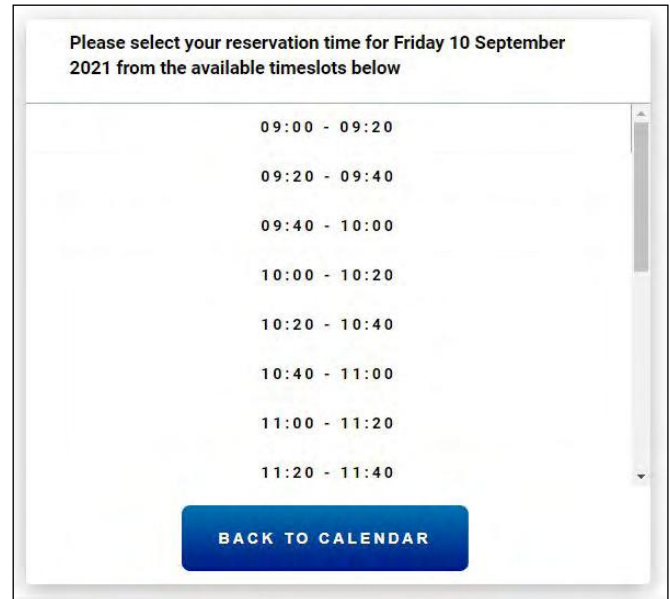 Please select your reservation time for Friday 10 September
2021 from the available timeslots below
09:00 - 09:20
09:20 - 09:40
09:40 - 10:00
10:00 - 10:20
10:20 - 10:40
10:40 - 11:00
11:00 - 11:20
11:20 - 11:40
BACK TO CALENDAR